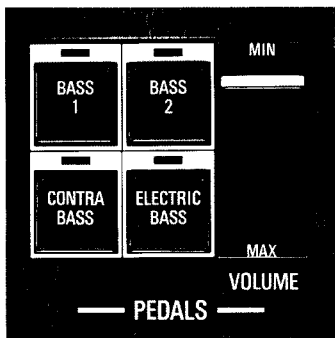 BASS
1
BASS
2
MIN
CONTRA
BASS
ELECTRIC
BASS
MAX
VOLUME
PEDALS